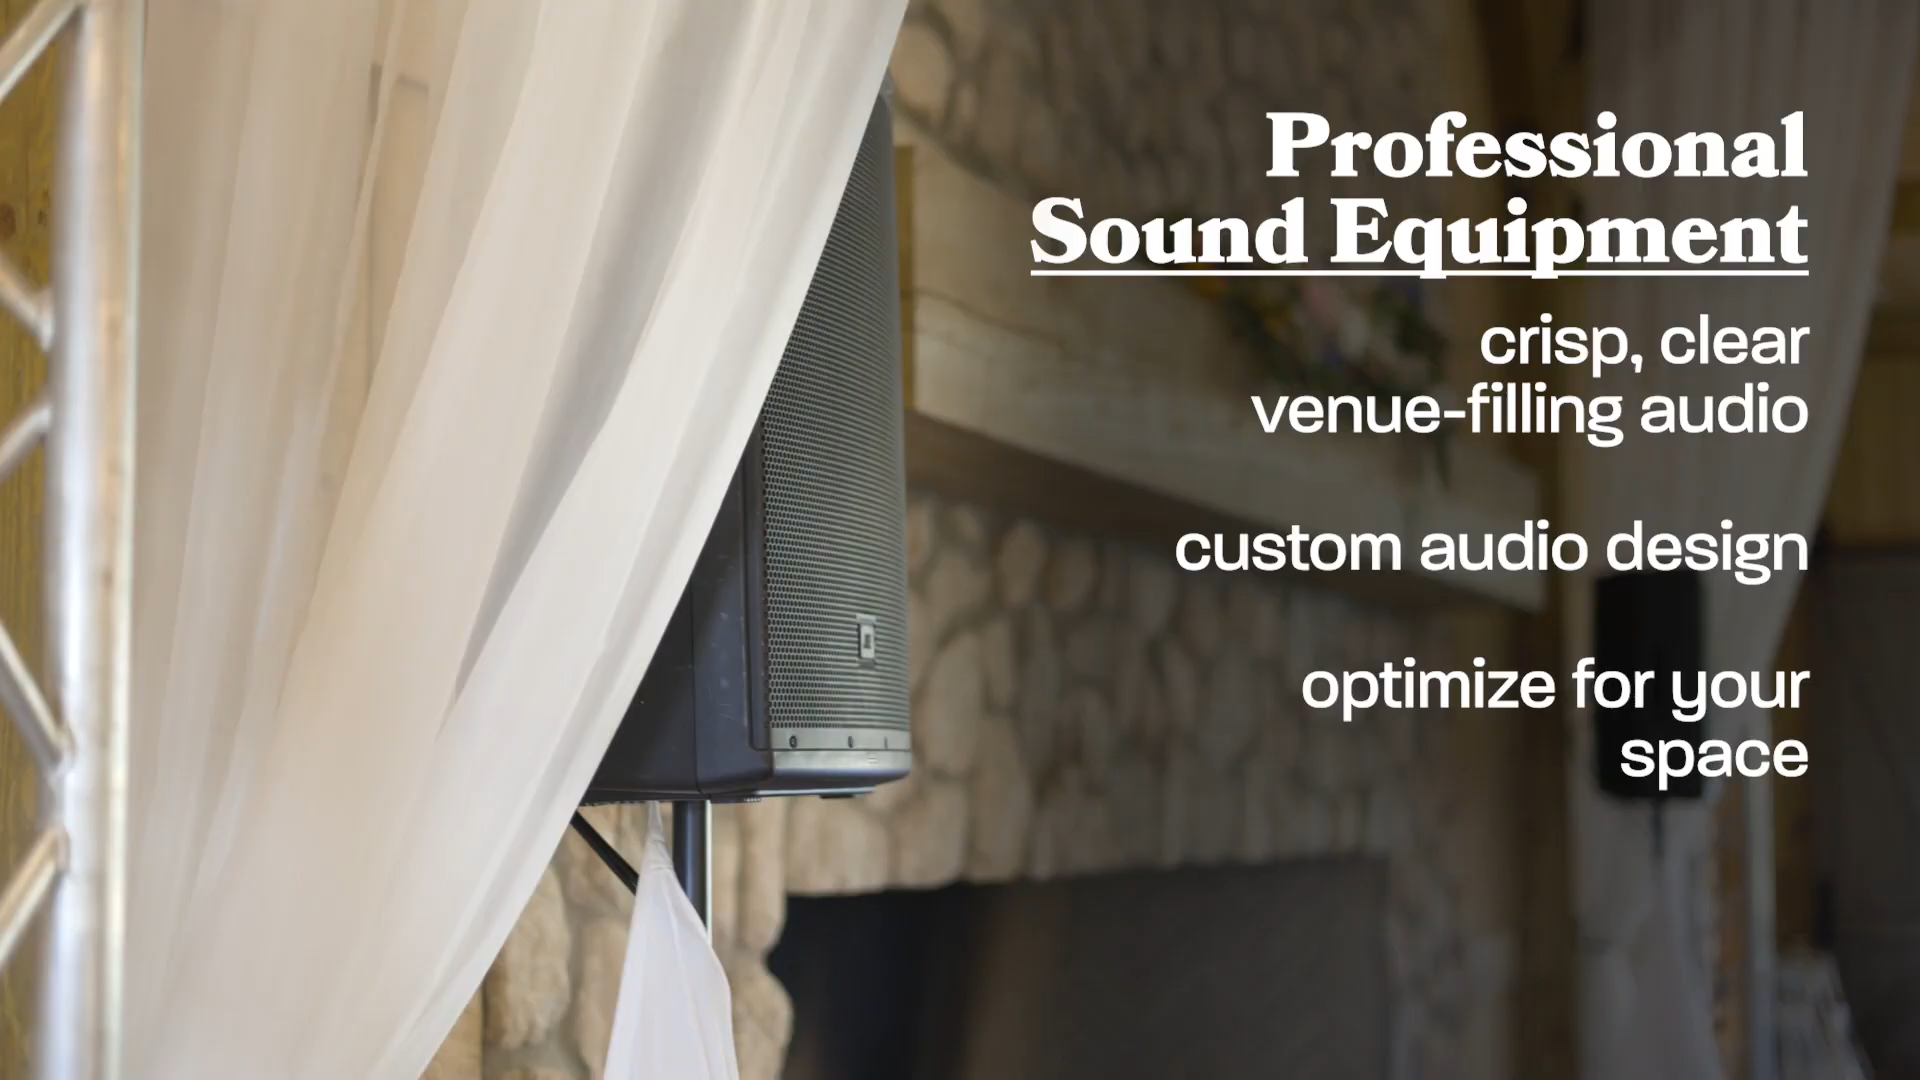 Professional
Sound Equipment
crisp, clear
venue-filling audio
custom audio design
optimize for your
space